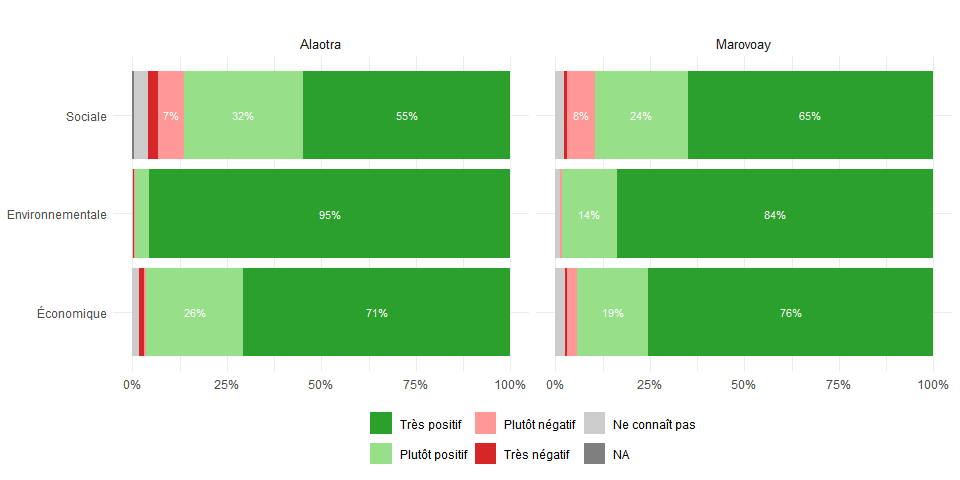 Alaotra
Marovoay
Sociale
7%
32%
55%
8%
24%
65%
Environnementale
95%
14%
84%
Économique
26%
71%
19%
76%
0%
25%
50%
75%
100%
0%
25%
50%
75%
100%
Très positif
Plutôt négatif
Ne connaît pas
Plutôt positif
Très négatif
NA